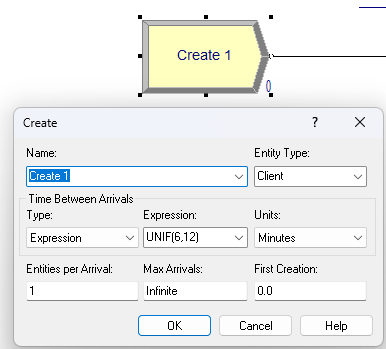 Create 1
0
Create
? ×
Name: Entity Type:
Create 1 Client
Time Between Arrivals
Type: Expression: Units:
Expression UNIF(6,12) Minutes
Entities per Arrival: Max Arrivals: First Creation:
1 Infinite 0.0
OK Cancel Help